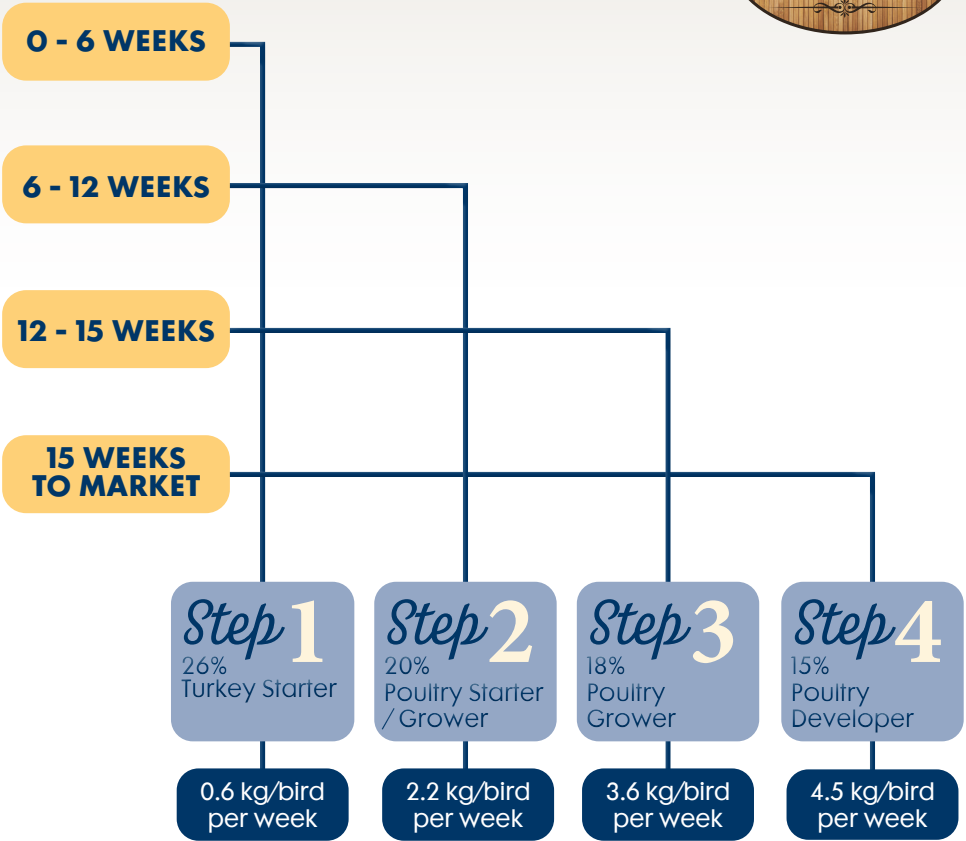 0 - 6 WEEKS
6 - 12 WEEKS
12 - 15 WEEKS
15 WEEKS
TO MARKET
Step 1
26%
Turkey Starter
Step 2
20%
Poultry Starter
/ Grower
Step 3
18%
Poultry
Grower
Step 4
15%
Poultry
Developer
0.6 kg/bird
per week
2.2 kg/bird
per week
3.6 kg/bird
per week
4.5 kg/bird
per week